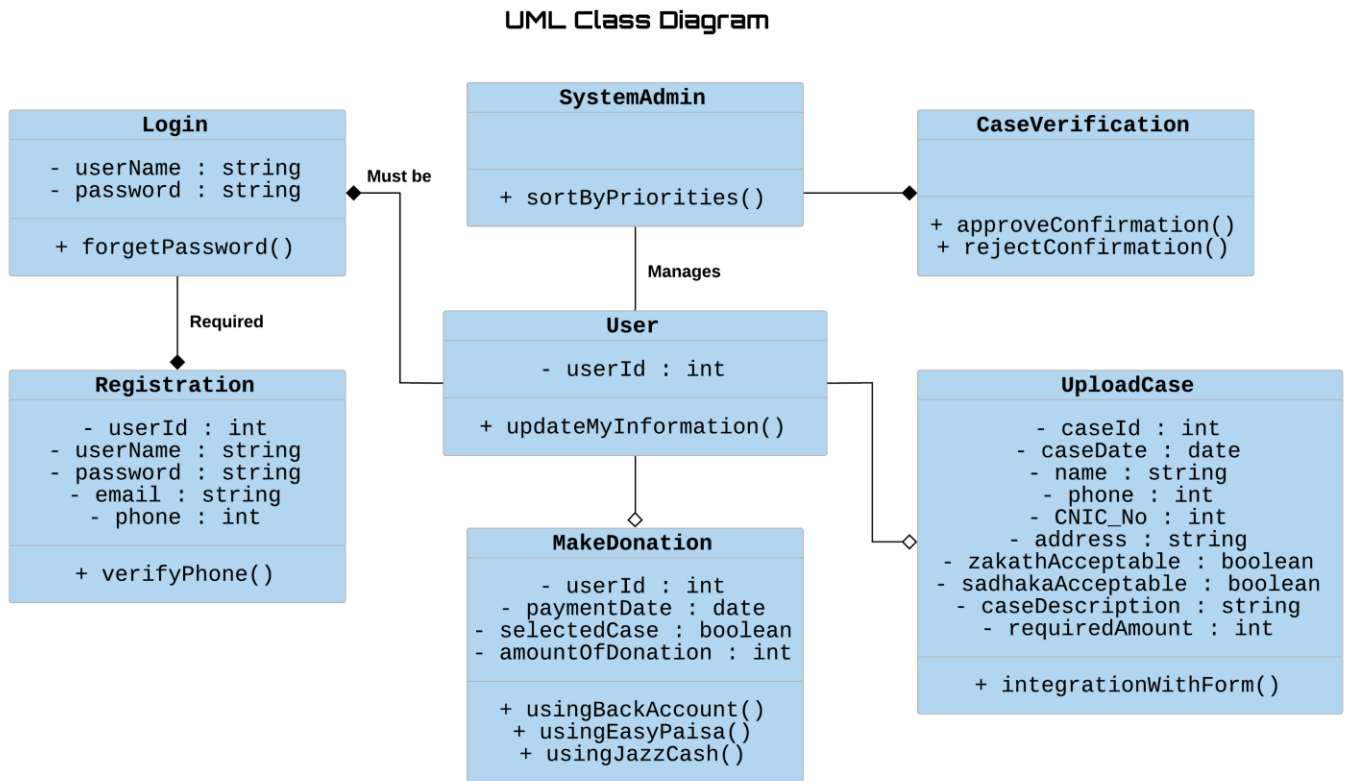 UML Class Diagram
Login
- userName : string
- password : string
+ forgetPassword()
Must be
SystemAdmin
+ sortByPriorities()
CaseVerification
+ approveConfirmation()
+ rejectConfirmation()
Manages
Required
Registration
- userId : int
- userName : string
- password : string
- email : string
- phone : int
+ verifyPhone()
User
- userId : int
+ updateMyInformation()
UploadCase
- caseId : int
- caseDate : date
- name : string
- phone : int
- CNIC_No : int
- address : string
- zakathAcceptable : boolean
- sadhakaAcceptable : boolean
- caseDescription : string
- requiredAmount : int
+ integrationWithForm()
MakeDonation
- userId : int
- paymentDate : date
- selectedCase : boolean
- amountOfDonation : int
+ usingBackAccount()
+ usingEasyPaisa()
+ usingJazzCash()